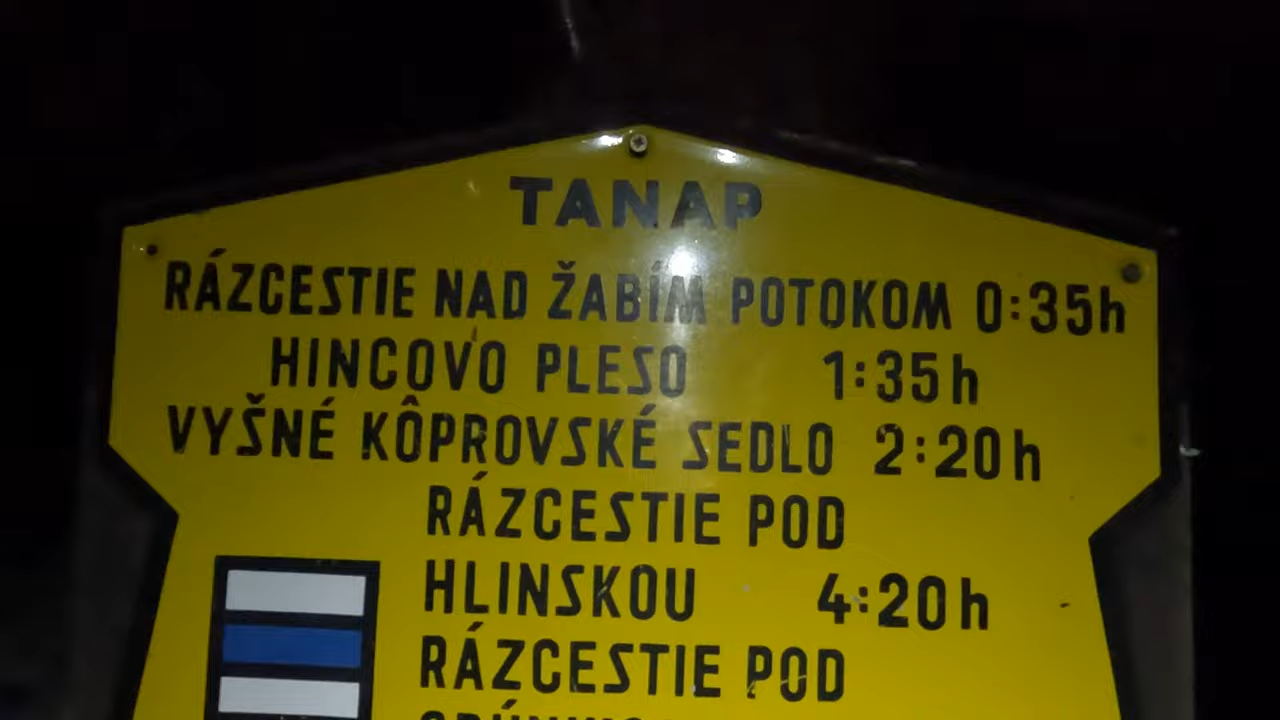 TANAP
RÁZCESTIE NAD ŽABÍM POTOKOM 0:35h
HINCOVO PLESO 1:35h
VYŠNÉ KÔPROVSKÉ SEDLO 2:20h
RÁZCESTIE POD
HLINSKOU 4:20h
RÁZCESTIE POD